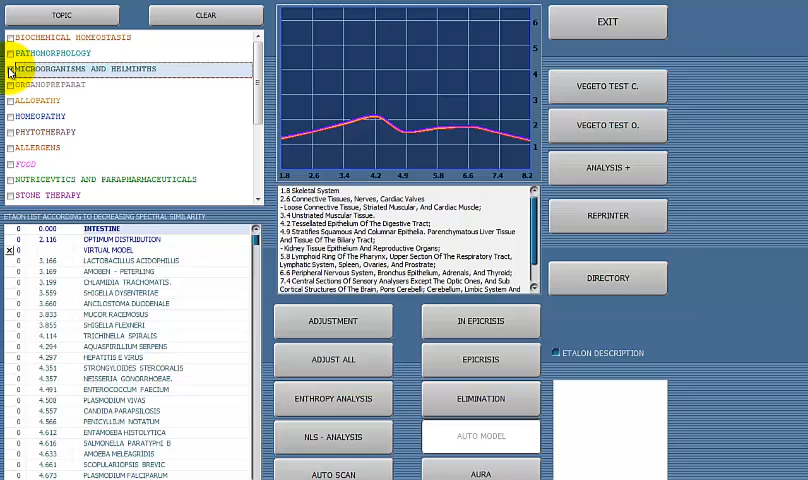 TOPIC
CLEAR
BIOCHEMICAL HOMEOSTASIS
PATHOMORPHOLOGY
MICROORGANISMS AND HELMINTHS
ORGANOPREPARAT
ALLOPATHY
HOMEOPATHY
PHYTOTHERAPY
ALLERGENS
FOOD
NUTRICEVTICS AND PARAPHARMACEUTICALS
STONE THERAPY
ETAON LIST ACCORDING TO DECREASING SPECTRAL SIMILARITY
0 0.000 INTESTINE
0 2.116 OPTIMUM DISTRIBUTION
0 VIRTUAL MODEL
0 3.166 LACTOBACILUS ACIDOPHILUS
0 3.169 AMOBEN - PETERLING
0 3.199 CLAMIDIA TRACHOMATIS.
0 3.559 SHIGELLA DYSENTERIAE
0 3.660 ANCILOSTOMA DUODENALE
0 3.833 MUCOR RACEMOSUS
0 3.855 SHIGELLA FLEXNERI
0 4.114 TRICHINELLA SPIRALIS
0 4.294 AQUASPIRILLUM SERPENS
0 4.297 HEPATITIS E VIRUS
0 4.351 STRONGYLOIDES STERCORALIS
0 4.357 NEISSERIA GONORRHOEAE.
0 4.491 ENTEROCOCCUM FAECIUM
0 4.508 PLASMODIUM VIVAS
0 4.557 CANDIDA PARAPSILOSIS
0 4.566 PENICYLLIUM NOTATUM
0 4.612 ENTAMOEBA HISTOLYTICA
0 4.616 SALMONELLA PARATYPHI B
0 4.633 AMOEBA MELEAGRIDIS
0 4.661 SCOPULARIOPSIS BREVIC
0 4.673 PLASMODIUM FALCIPARUM
6
5
4
3
2
1
1.8 2.6 3.4 4.2 4.9 5.8 6.6 7.4 8.2
1.8 Skeletal System
2.6 Connective Tissues, Nerves, Cardiac Valves
- Loose Connective Tissue, Striated Muscular, And Cardiac Muscle;
3.4 Unstriated Muscular Tissue.
4.2 Tessellated Epithelium Of The Digestive Tract;
4.9 Stratifies Squamous And Columnar Epithelia. Parenchymatous Liver Tissue
And Tissue Of The Biliary Tract;
- Kidney Tissue Epithelium And Reproductive Organs;
5.8 Lymphoid Ring Of The Pharynx, Upper Section Of The Respiratory Tract,
Lymphatic System, Spleen, Ovaries, And Prostrate;
6.6 Peripheral Nervous System, Bronchus Epithelium, Adrenals, And Thyroid;
7.4 Central Sections Of Sensory Analysers Except The Optic Ones, And Sub
Cortical Structures Of The Brain, Pons Cerebelli; Cerebellum, Limbic System And
ADJUSTMENT
IN EPICRISIS
ADJUST ALL
EPICRISIS
ENTHROPY ANALYSIS
ELIMINATION
NLS - ANALYSIS
AUTO MODEL
AUTO SCAN
AURA
EXIT
VEGETO TEST C.
VEGETO TEST O.
ANALYSIS +
REPRINTER
DIRECTORY
ETALON DESCRIPTION